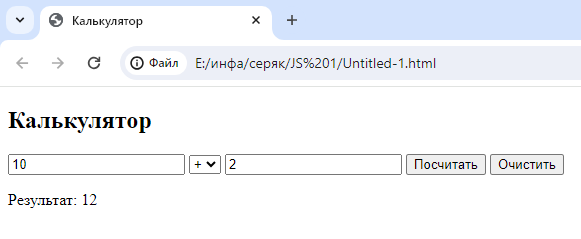 Калькулятор
Файл E:/инфа/серяк/JS%201/Untitled-1.html
Калькулятор
10 + 2 Посчитать Очистить
Результат: 12